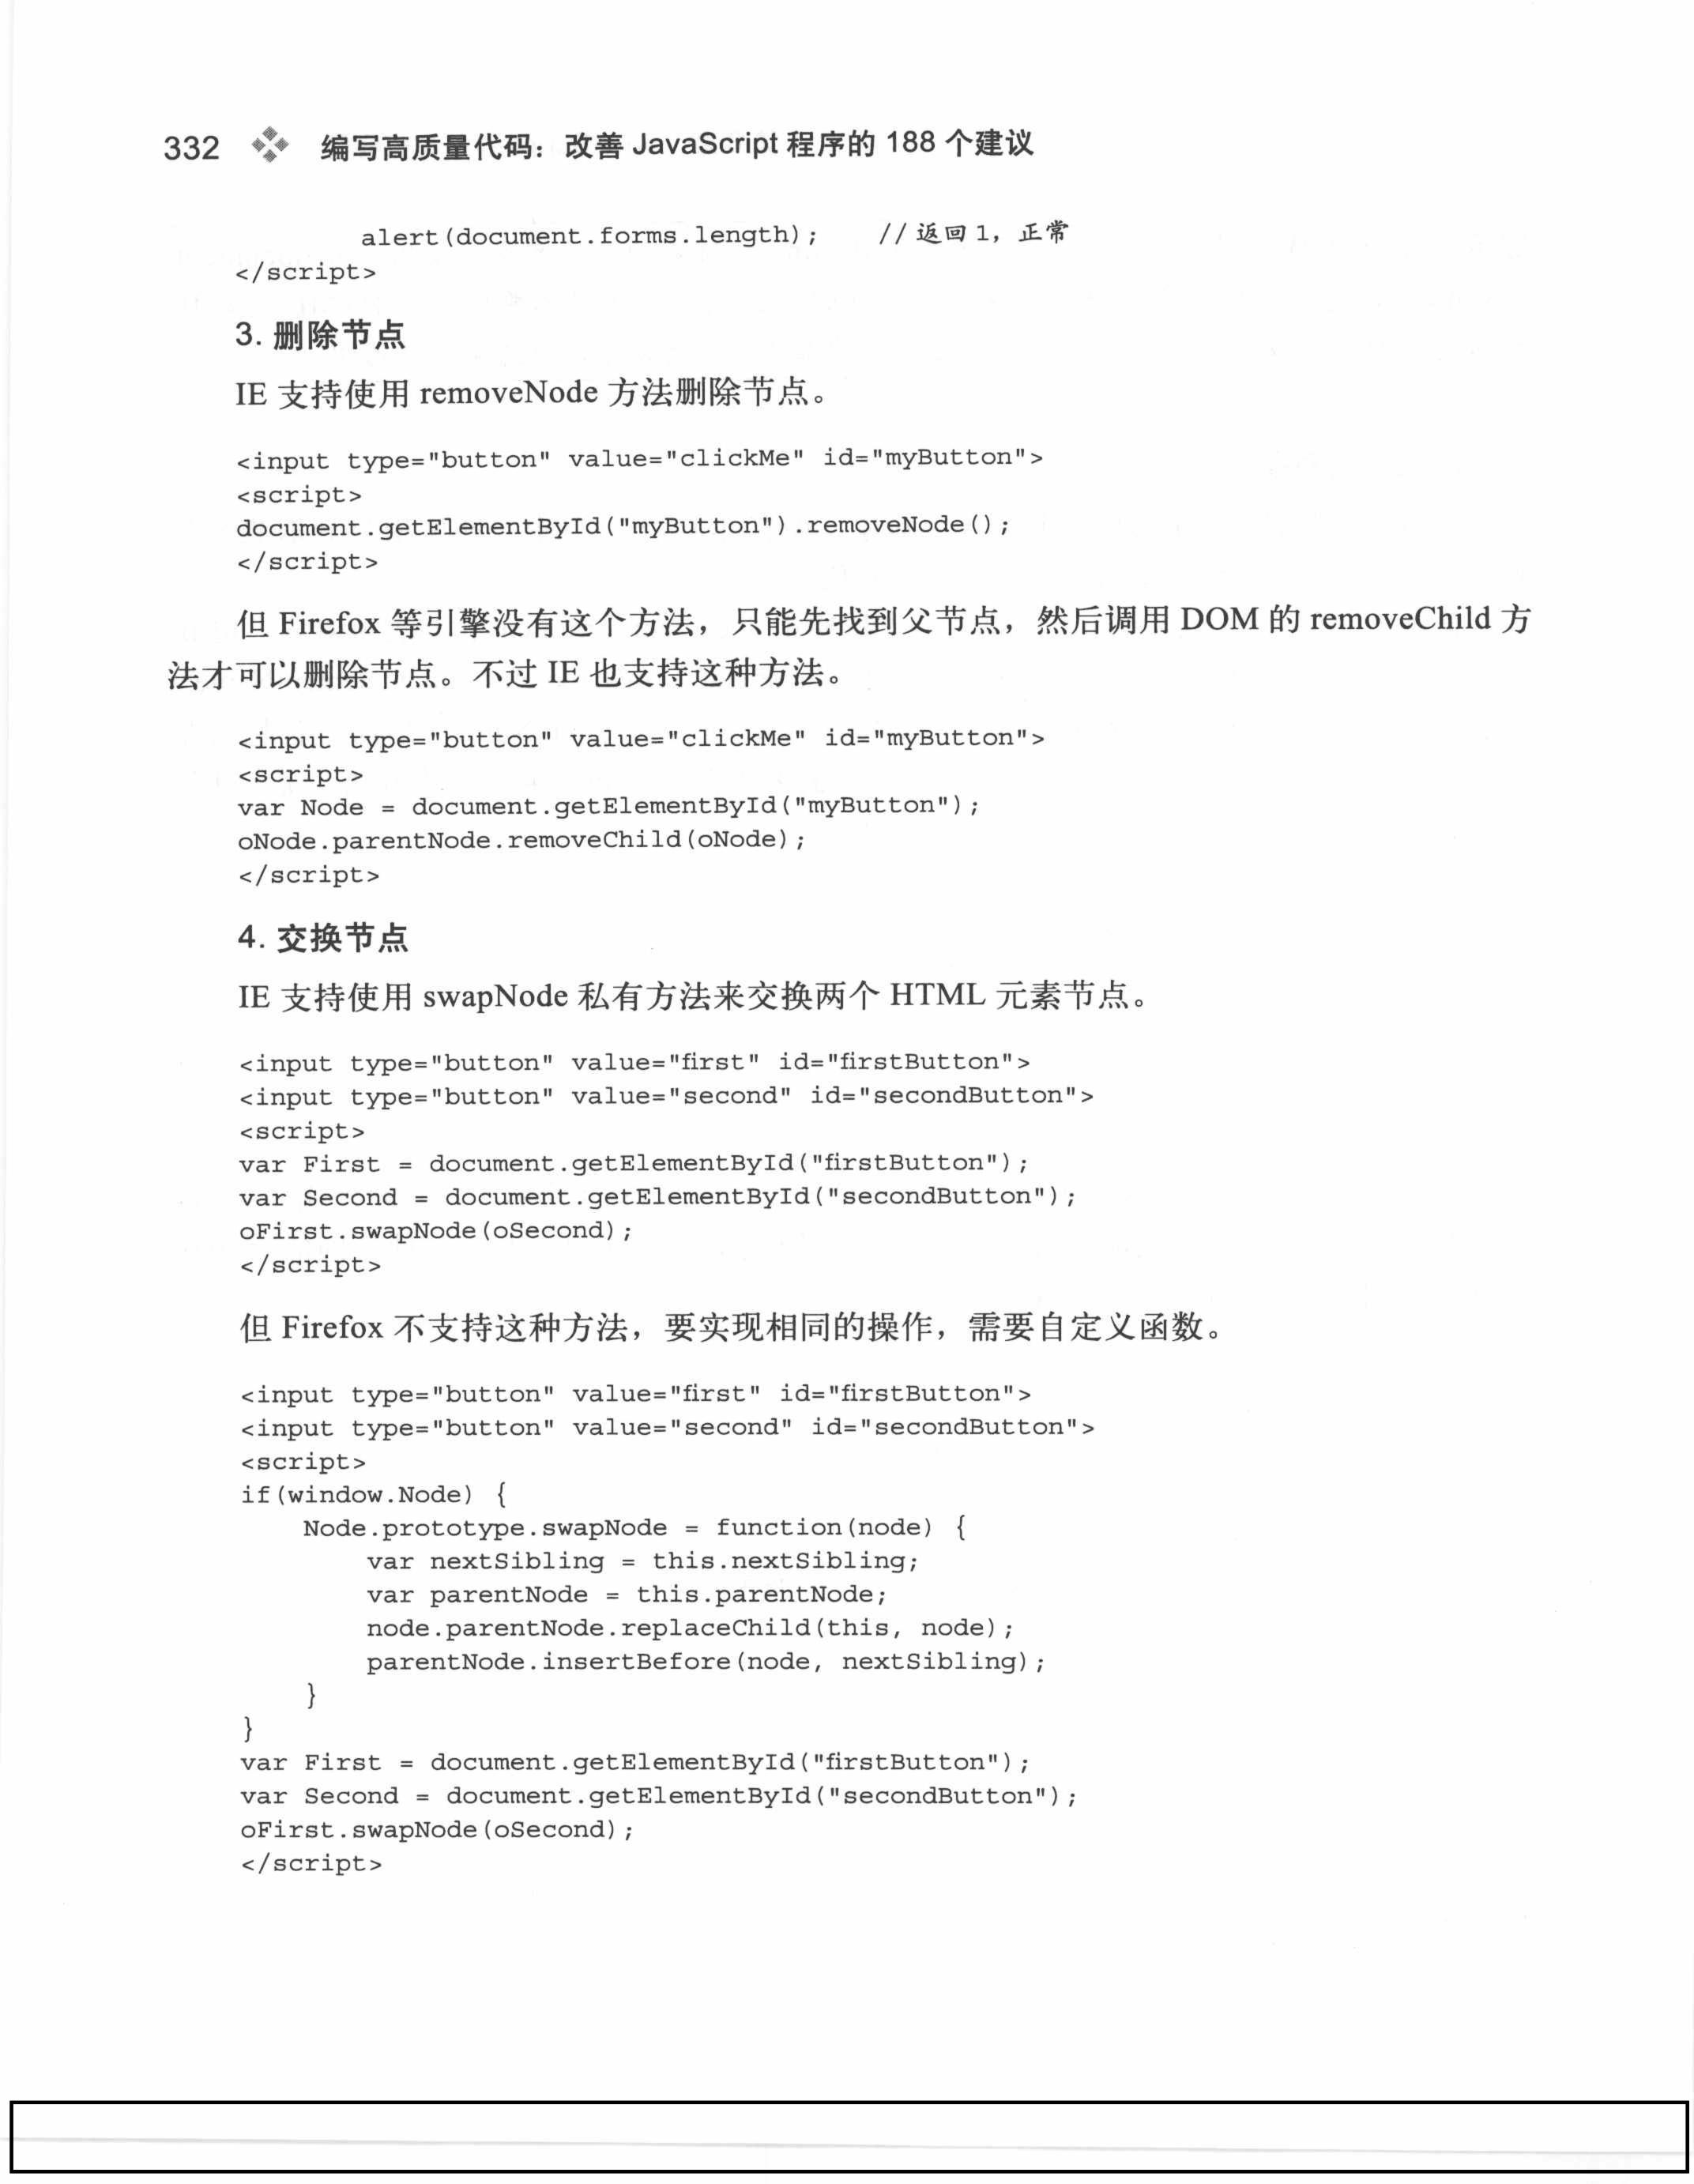 332 编写高质量代码：改善 JavaScript 程序的 188 个建议
alert(document.forms.length);    //返回1，正常
</script>
3. 删除节点
IE 支持使用 removeNode 方法删除节点。
<input type="button" value="clickMe" id="myButton">
<script>
document.getElementById("myButton").removeNode();
</script>
但 Firefox 等引擎没有这个方法，只能先找到父节点，然后调用 DOM 的 removeChild 方
法才可以删除节点。不过 IE 也支持这种方法。
<input type="button" value="clickMe" id="myButton">
<script>
var Node = document.getElementById("myButton");
oNode.parentNode.removeChild(oNode);
</script>
4. 交换节点
IE 支持使用 swapNode 私有方法来交换两个 HTML 元素节点。
<input type="button" value="first" id="firstButton">
<input type="button" value="second" id="secondButton">
<script>
var First = document.getElementById("firstButton");
var Second = document.getElementById("secondButton");
oFirst.swapNode(oSecond);
</script>
但 Firefox 不支持这种方法，要实现相同的操作，需要自定义函数。
<input type="button" value="first" id="firstButton">
<input type="button" value="second" id="secondButton">
<script>
if(window.Node) {
    Node.prototype.swapNode = function(node) {
        var nextSibling = this.nextSibling;
        var parentNode = this.parentNode;
        node.parentNode.replaceChild(this, node);
        parentNode.insertBefore(node, nextSibling);
    }
}
var First = document.getElementById("firstButton");
var Second = document.getElementById("secondButton");
oFirst.swapNode(oSecond);
</script>